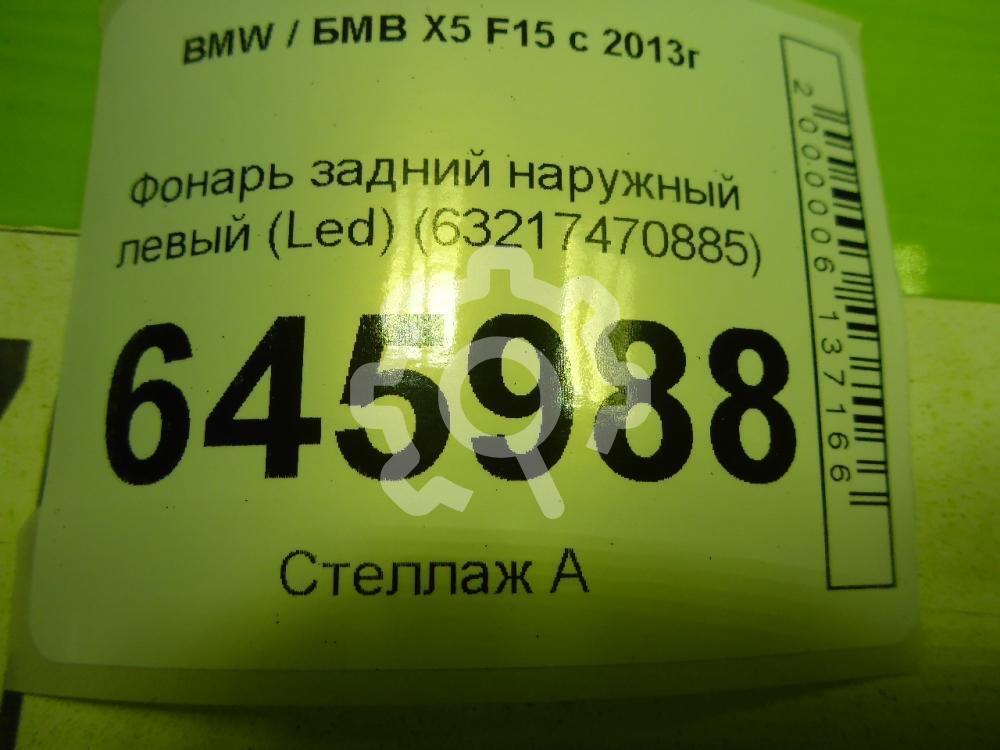 BMW / БМВ X5 F15 с 2013г
Фонарь задний наружный
левый (Led) (63217470885)
645988
Стеллаж А
2000006137166